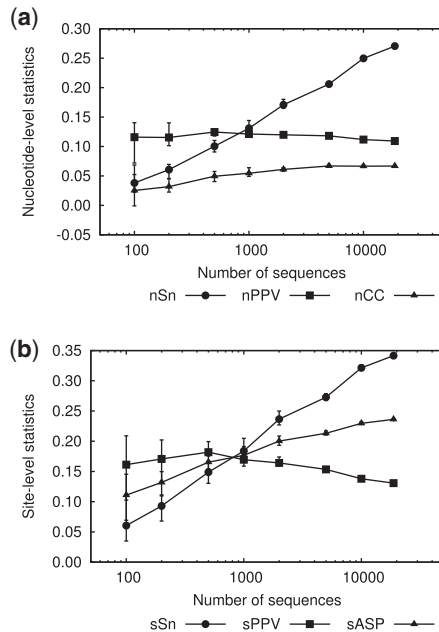 (a)
Nucleotide-level statistics
0.30
0.25
0.20
0.15
0.10
0.05
0.00
-0.05
100 1000 10000
Number of sequences
nSn nPPV nCC
(b)
Site-level statistics
0.35
0.30
0.25
0.20
0.15
0.10
0.05
0.00
100 1000 10000
Number of sequences
sSn sPPV sASP